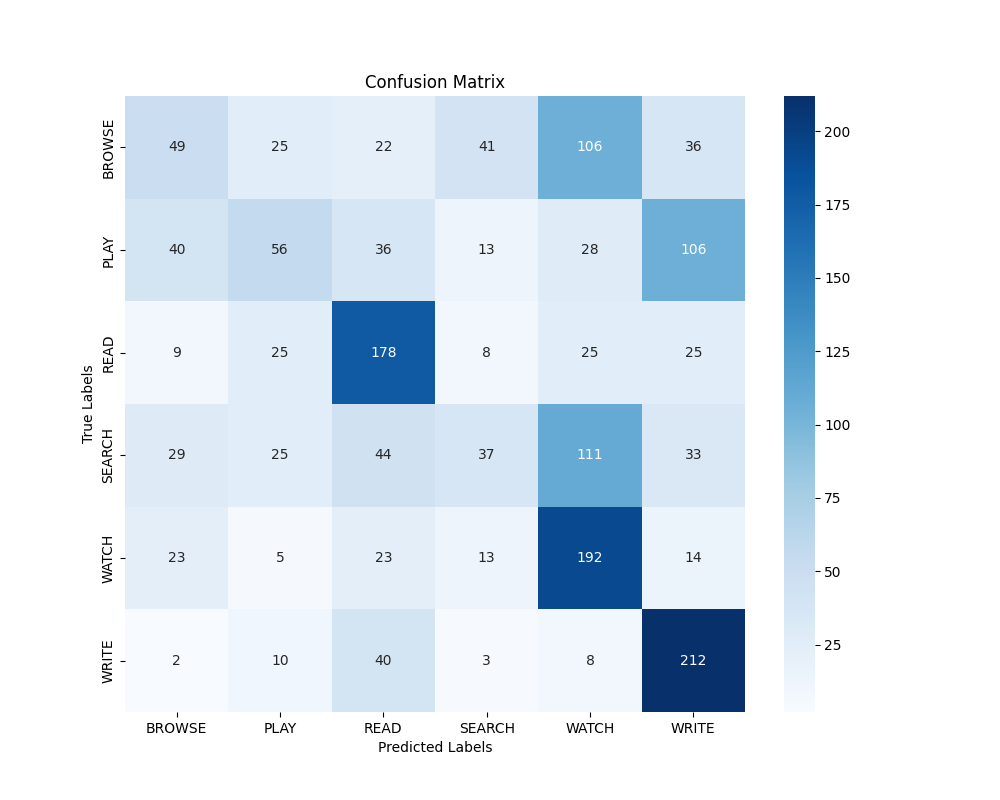 Confusion Matrix
BROWSE 49 25 22 41 106 36
PLAY 40 56 36 13 28 106
READ 9 25 178 8 25 25
SEARCH 29 25 44 37 111 33
WATCH 23 5 23 13 192 14
WRITE 2 10 40 3 8 212
BROWSE PLAY READ SEARCH WATCH WRITE
Predicted Labels
True Labels
200
175
150
125
100
75
50
25